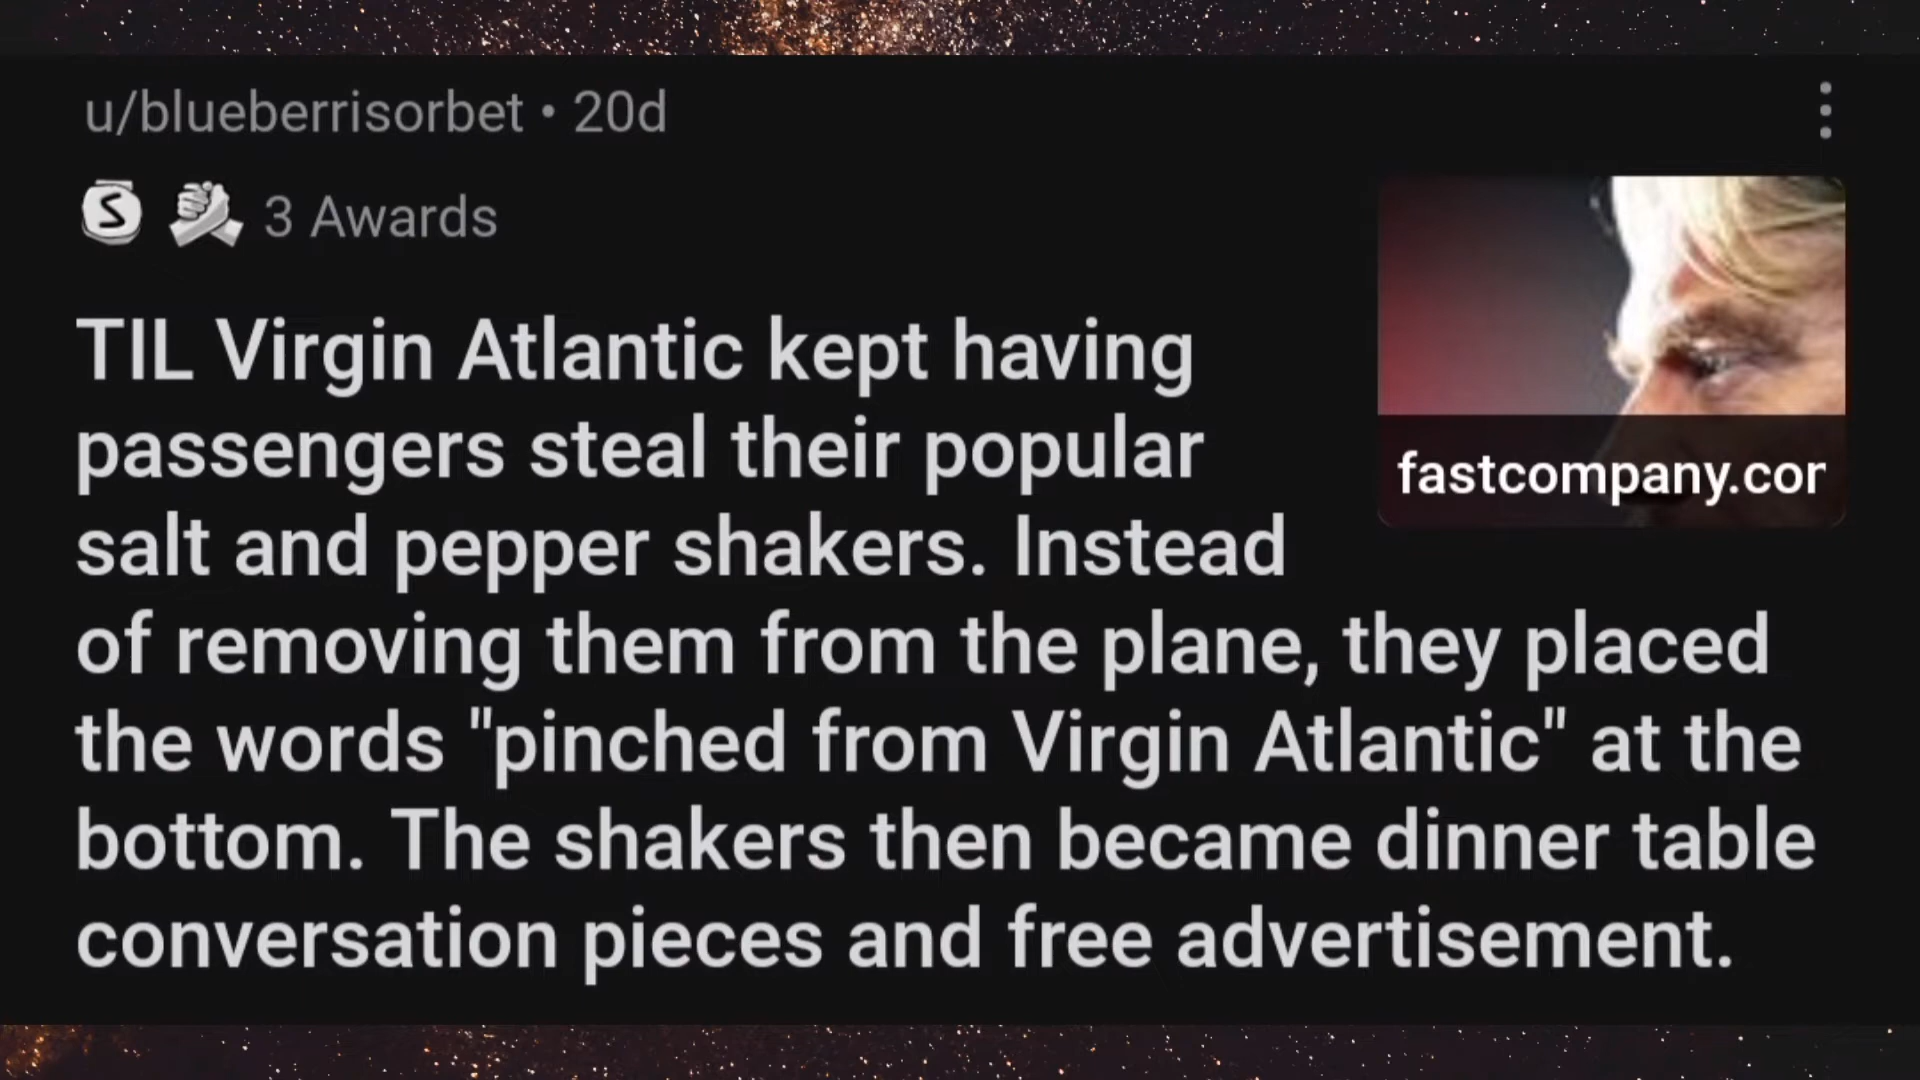 u/blueberrisorbet • 20d
S
3 Awards
fastcompany.cor
TIL Virgin Atlantic kept having
passengers steal their popular
salt and pepper shakers. Instead
of removing them from the plane, they placed
the words "pinched from Virgin Atlantic" at the
bottom. The shakers then became dinner table
conversation pieces and free advertisement.